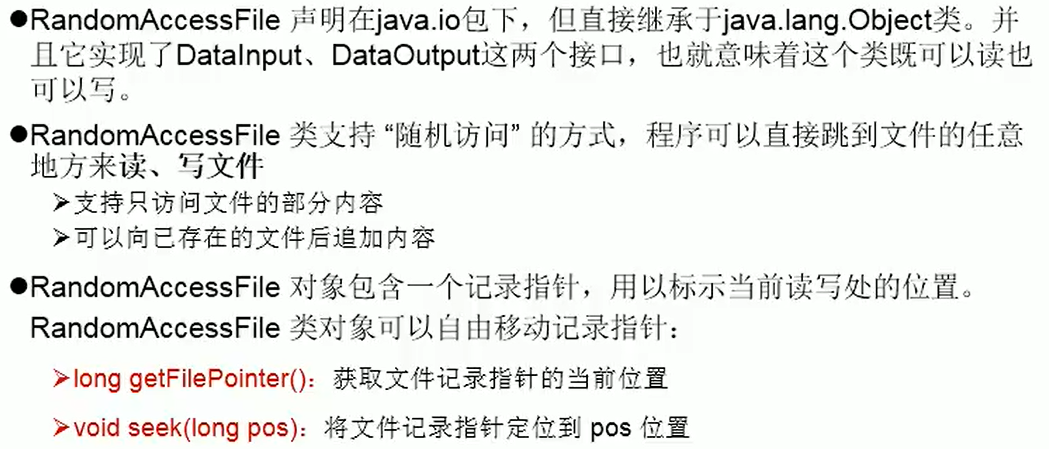 ●RandomAccessFile 声明在java.io包下，但直接继承于java.lang.Object类。并
且它实现了DataInput、DataOutput这两个接口，也就意味着这个类既可以读也
可以写。
●RandomAccessFile 类支持 “随机访问” 的方式，程序可以直接跳到文件的任意
地方来读、写文件
➢支持只访问文件的部分内容
➢可以向已存在的文件后追加内容
●RandomAccessFile 对象包含一个记录指针，用以标示当前读写处的位置。
RandomAccessFile 类对象可以自由移动记录指针：
➢long getFilePointer()：获取文件记录指针的当前位置
➢void seek(long pos)：将文件记录指针定位到 pos 位置